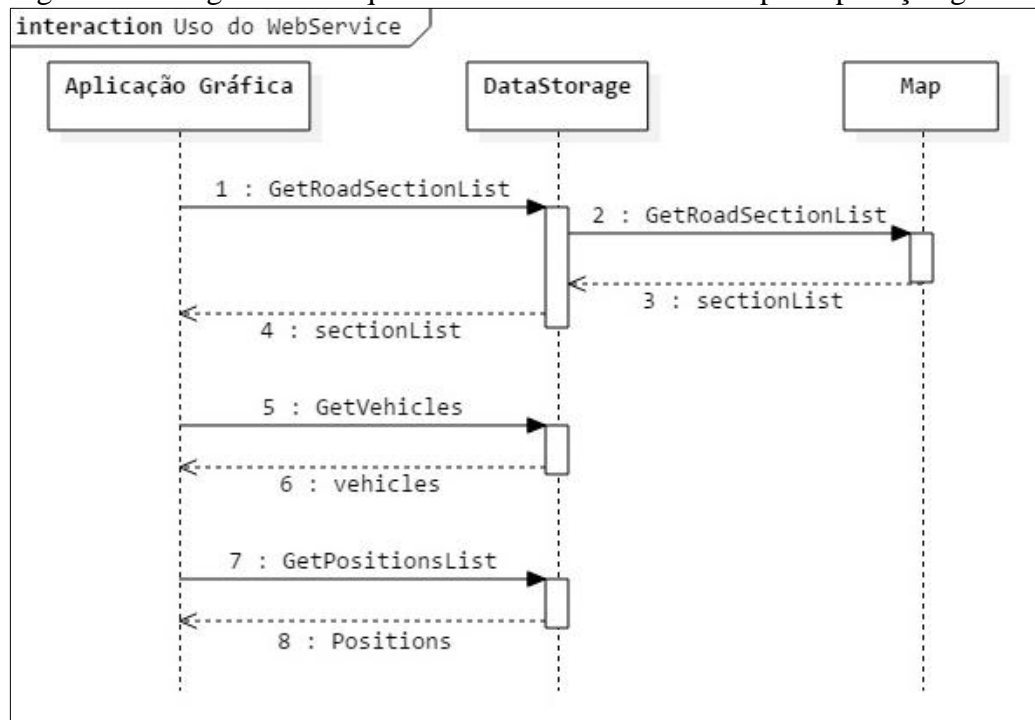 interaction Uso do WebService
Aplicação Gráfica
DataStorage
Map
1 : GetRoadSectionList
2 : GetRoadSectionList
3 : sectionList
4 : sectionList
5 : GetVehicles
6 : vehicles
7 : GetPositionsList
8 : Positions